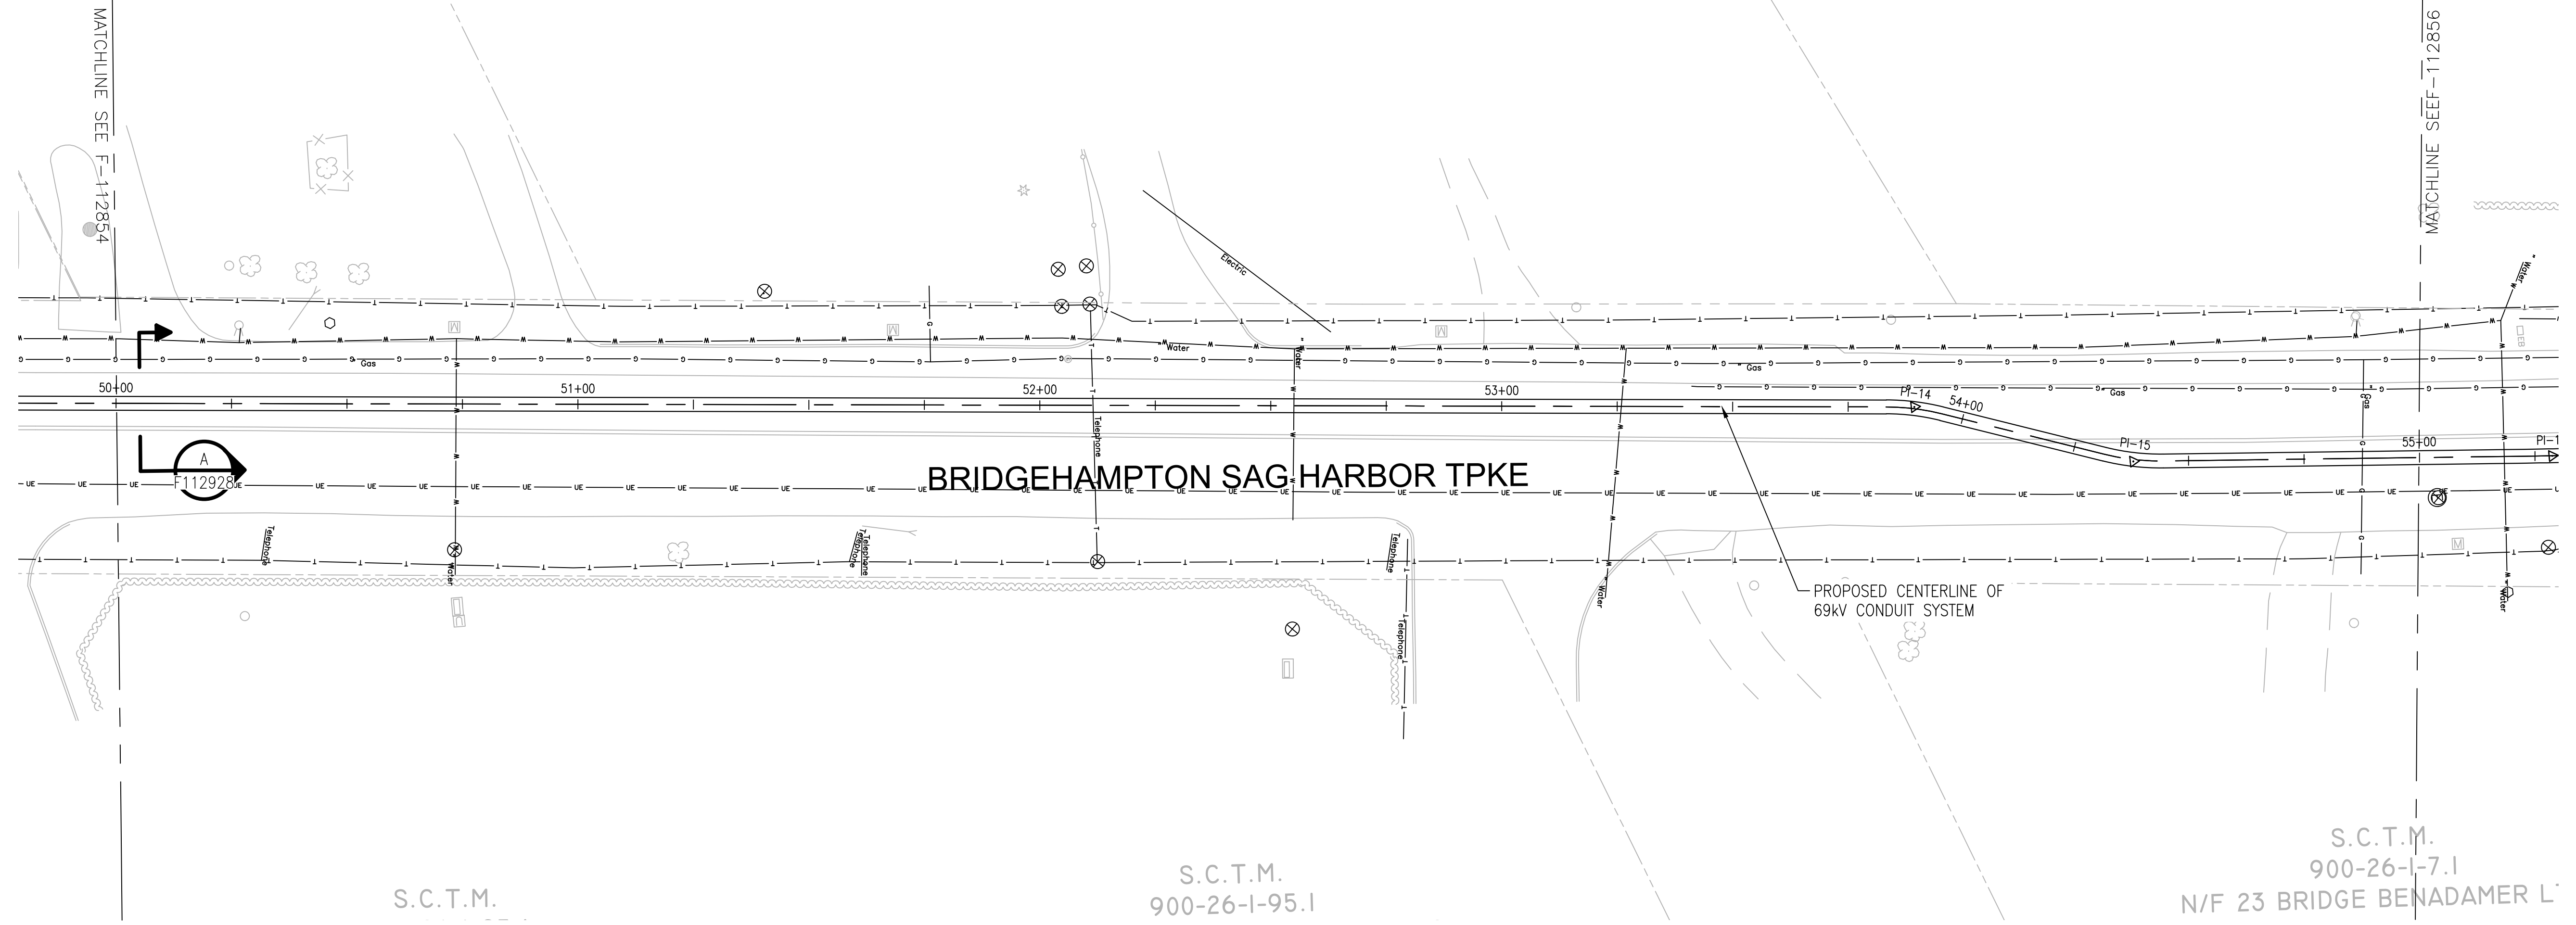 MATCHLINE SEE F-112854
MATCHLINE SEEF-112856
Electric
Water
Water
Water
Gas
Gas
Gas
Gas
50+00
51+00
52+00
53+00
PI-14
54+00
PI-15
55+00
A
F112928
Telephone
BRIDGEHAMPTON SAG HARBOR TPKE
UE
Telephone
Telephone
Telephone
Telephone
Telephone
Water
Water
Water
PROPOSED CENTERLINE OF
69kV CONDUIT SYSTEM
S.C.T.M.
S.C.T.M.
900-26-1-95.1
S.C.T.M.
900-26-1-7.1
N/F 23 BRIDGE BENADAMER